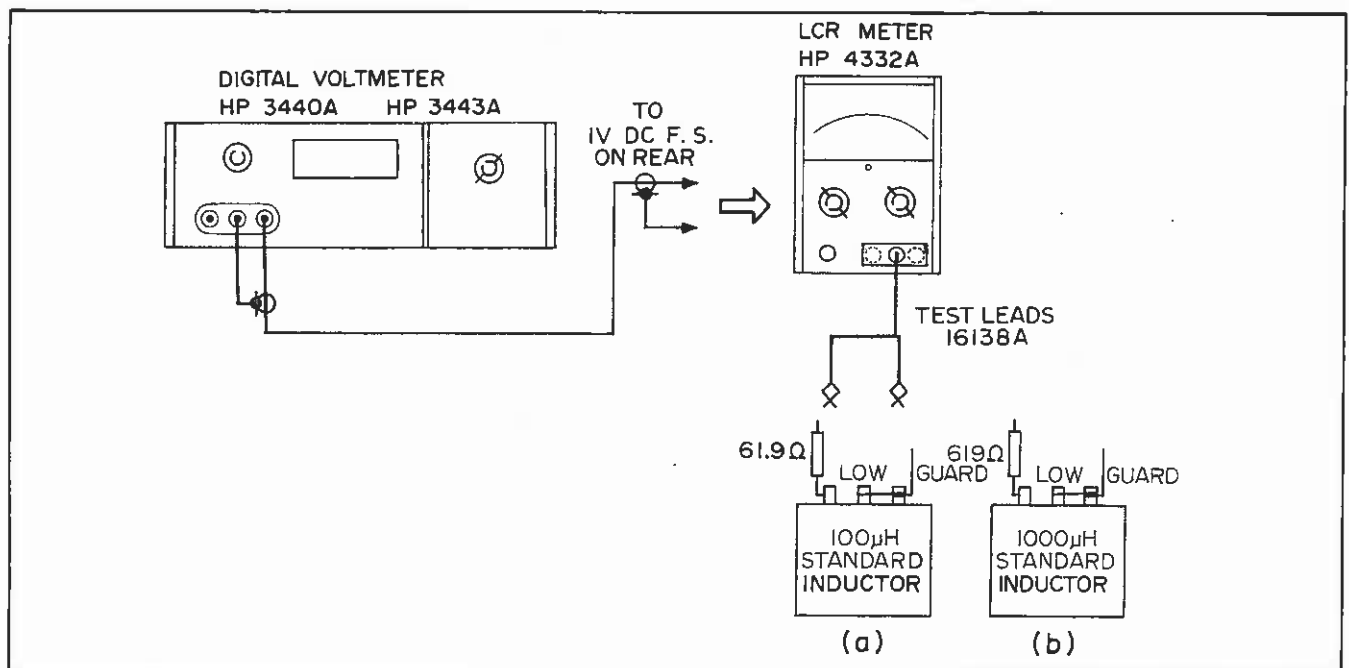 DIGITAL VOLTMETER
HP 3440A HP 3443A
TO
1V DC F. S.
ON REAR
LCR METER
HP 4332A
TEST LEADS
16138A
61.9Ω
LOW GUARD
100μH
STANDARD
INDUCTOR
(a)
619Ω
LOW GUARD
1000μH
STANDARD
INDUCTOR
(b)